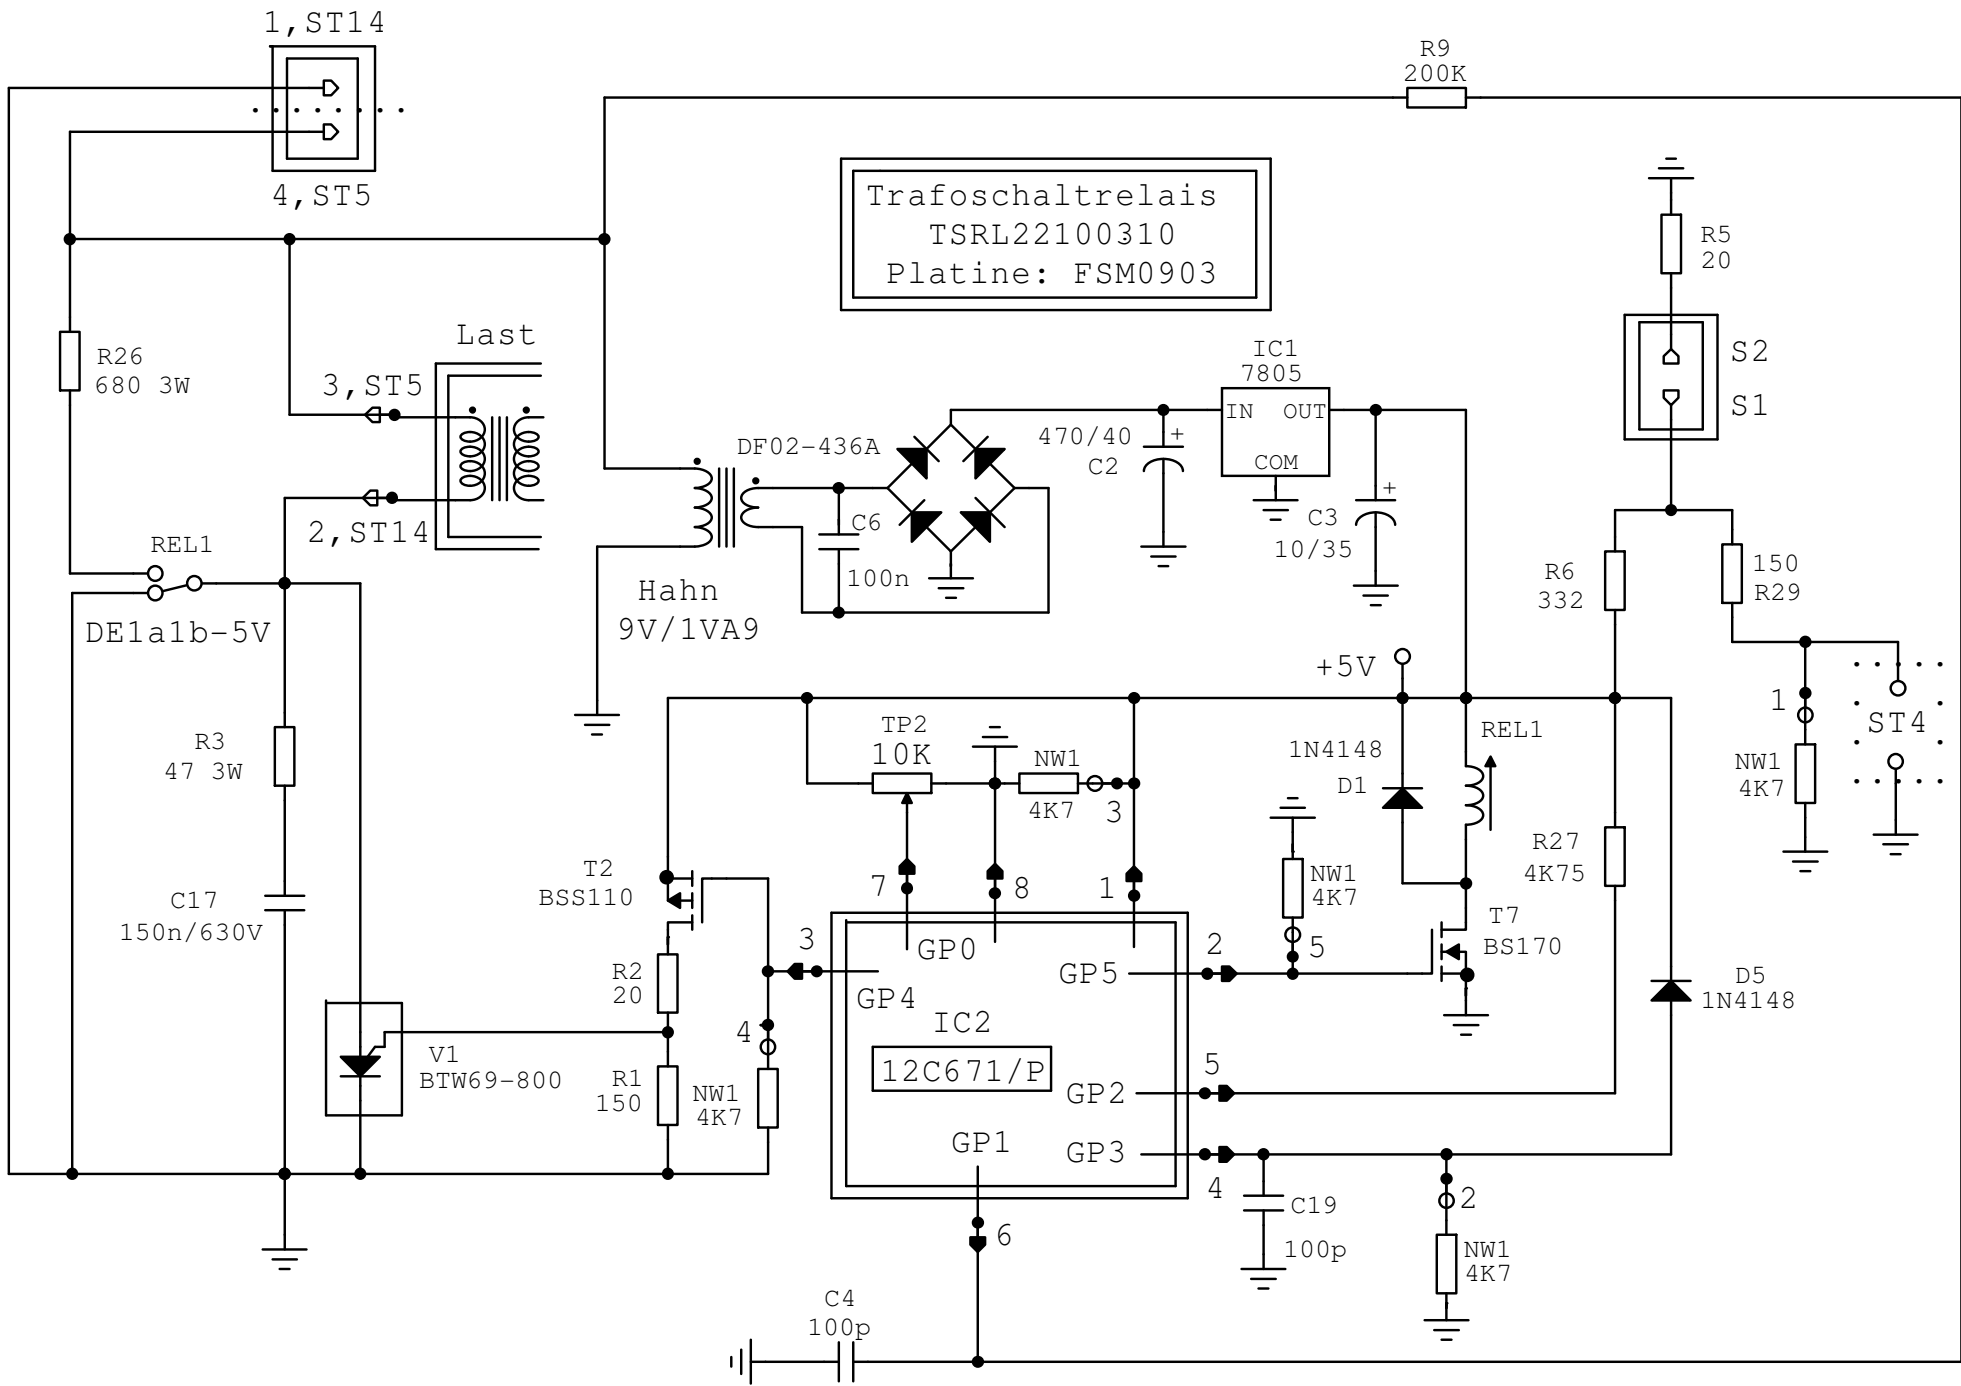 1,ST14
4,ST5
R9
200K
Trafoschaltrelais
TSRL22100310
Platine: FSM0903
R5
20
S2
S1
Last
R26
680 3W
3,ST5
2,ST14
REL1
DE1a1b-5V
DF02-436A
C6
100n
Hahn
9V/1VA9
470/40
C2
+
IC1
7805
IN OUT
COM
+
C3
10/35
R6
332
150
R29
+5V
1
ST4
NW1
4K7
R3
47 3W
C17
150n/630V
TP2
10K
NW1
4K7
3
1N4148
D1
REL1
R27
4K75
T2
BSS110
7
8
1
NW1
4K7
5
T7
BS170
3
GP0
GP5
2
GP4
R2
20
IC2
12C671/P
D5
1N4148
V1
BTW69-800
R1
150
4
NW1
4K7
GP2
5
GP1
GP3
4
6
C19
100p
2
NW1
4K7
C4
100p